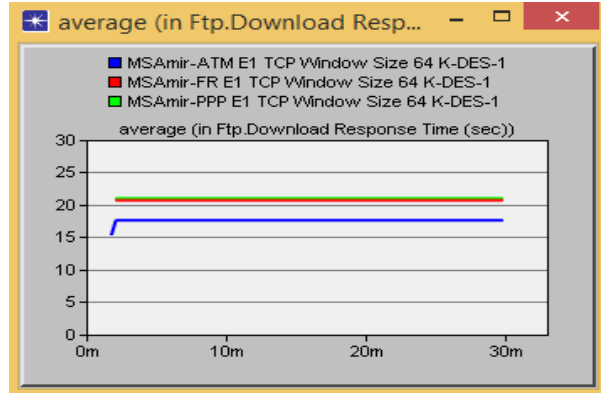 average (in Ftp.Download Resp...
MSAmir-ATM E1 TCP Window Size 64 K-DES-1
MSAmir-FR E1 TCP Window Size 64 K-DES-1
MSAmir-PPP E1 TCP Window Size 64 K-DES-1
average (in Ftp.Download Response Time (sec))
30
25
20
15
10
5
0
0m 10m 20m 30m